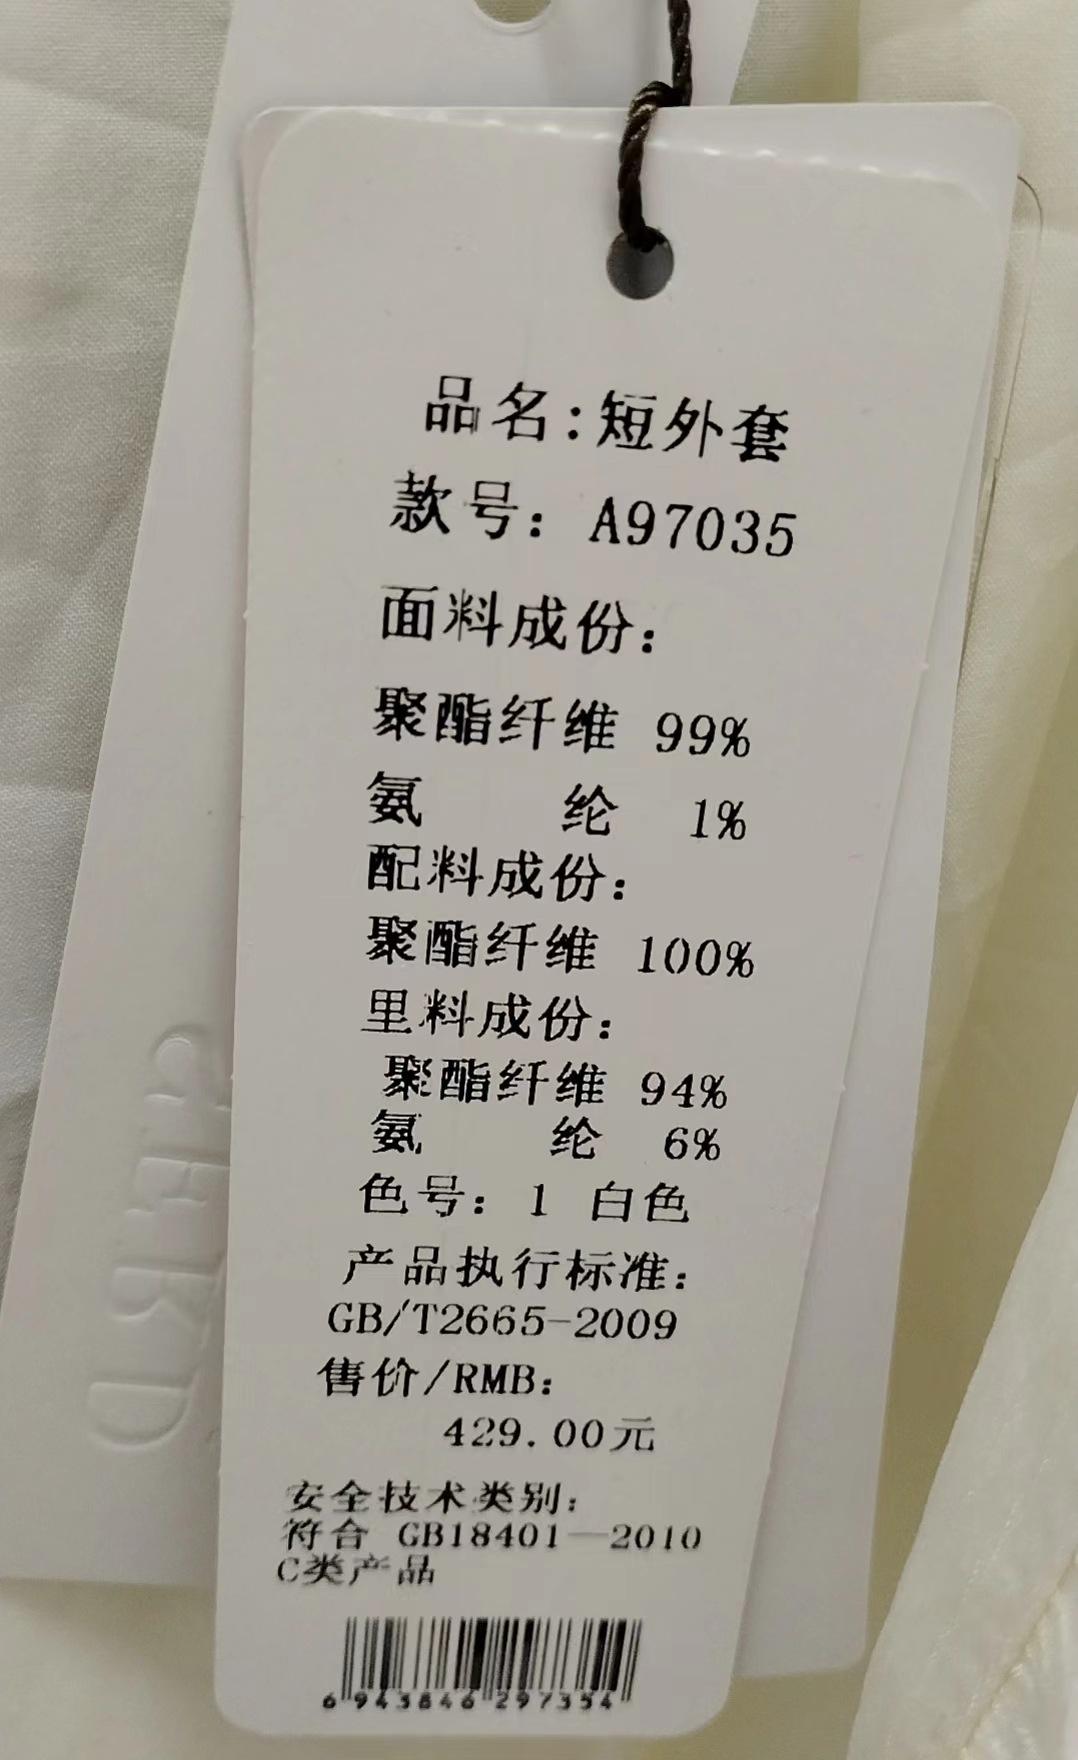 品名:短外套
款号: A97035
面料成份:
聚酯纤维 99%
氨 纶 1%
配料成份:
聚酯纤维 100%
里料成份:
聚酯纤维 94%
氨 纶 6%
色号: 1 白色
产品执行标准:
GB/T2665-2009
售价/RMB:
429.00元
安全技术类别:
符合 GB18401—2010
C类产品
6 943846 297354